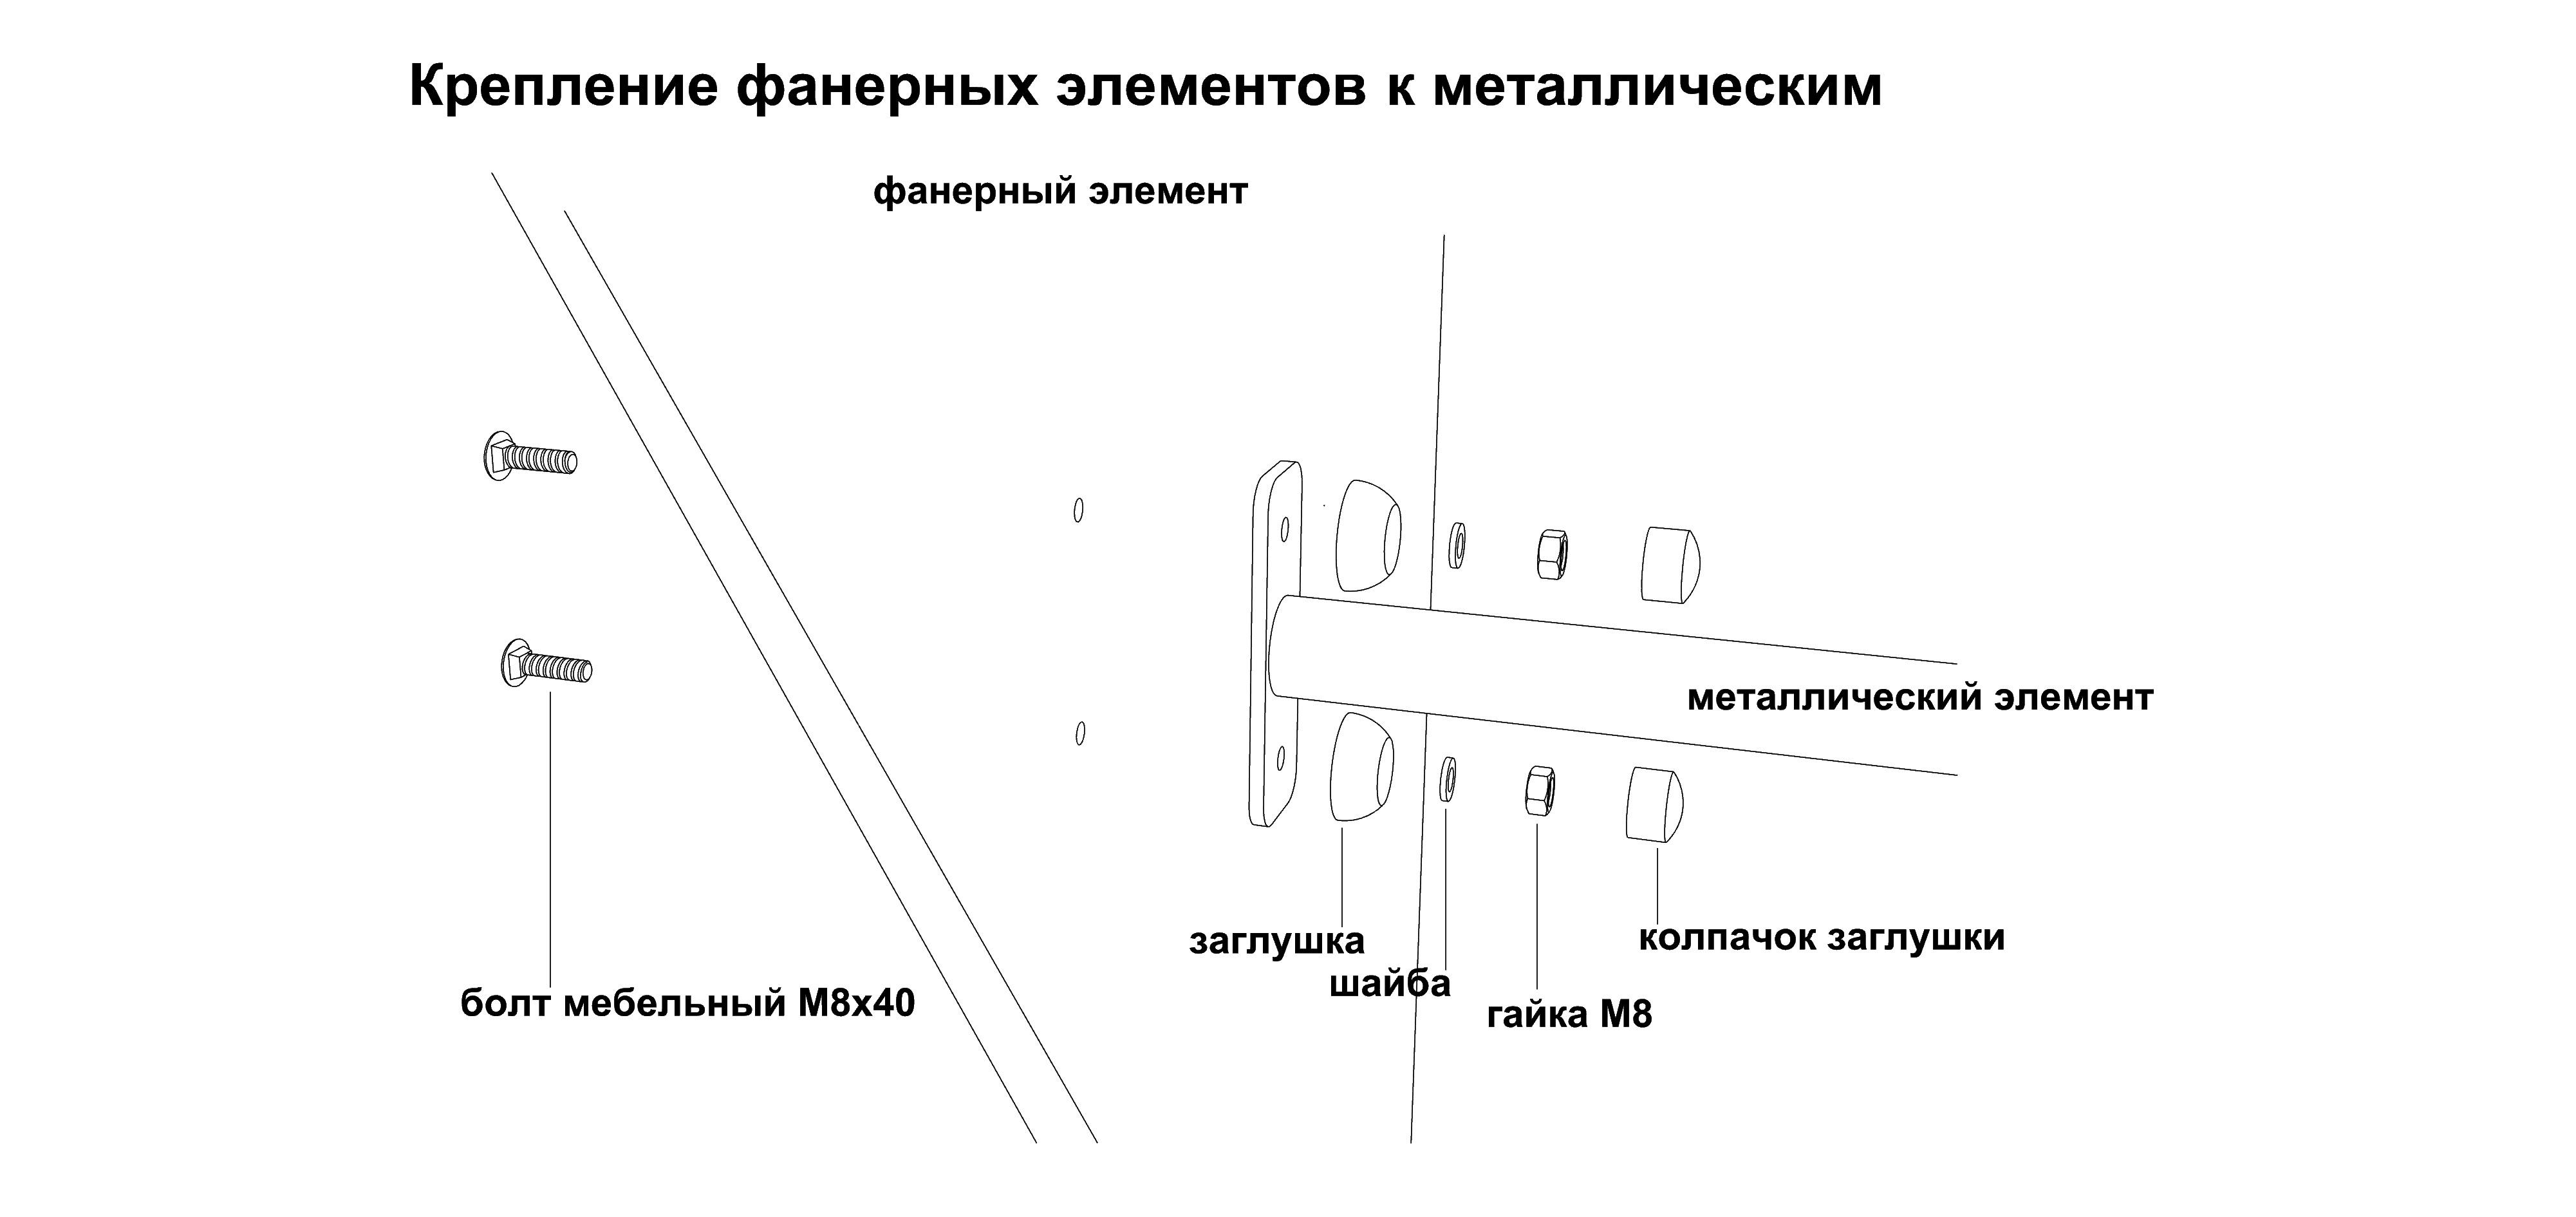 Крепление фанерных элементов к металлическим
фанерный элемент
металлический элемент
заглушка
колпачок заглушки
шайба
болт мебельный М8х40
гайка М8